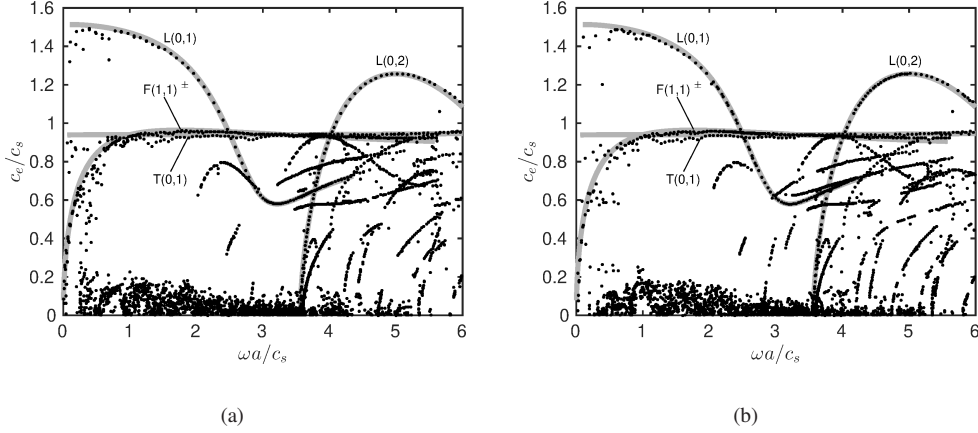 1.6
1.4
1.2
1
0.8
0.6
0.4
0.2
0
c_e/c_s
L(0,1)
L(0,2)
F(1,1) ±
T(0,1)
0 1 2 3 4 5 6
ωa/c_s
(a)
1.6
1.4
1.2
1
0.8
0.6
0.4
0.2
0
c_e/c_s
L(0,1)
L(0,2)
F(1,1) ±
T(0,1)
0 1 2 3 4 5 6
ωa/c_s
(b)